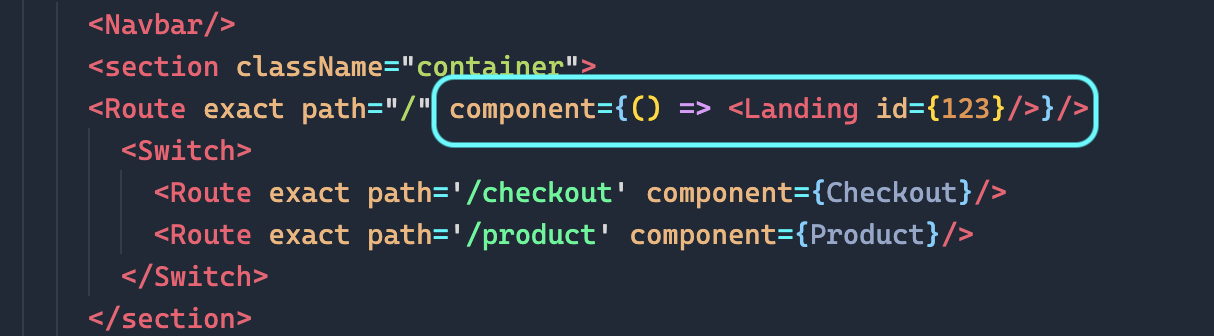 <Navbar/>
<section className="container">
<Route exact path="/" component={() => <Landing id={123}/>}/>
<Switch>
<Route exact path='/checkout' component={Checkout}/>
<Route exact path='/product' component={Product}/>
</Switch>
</section>